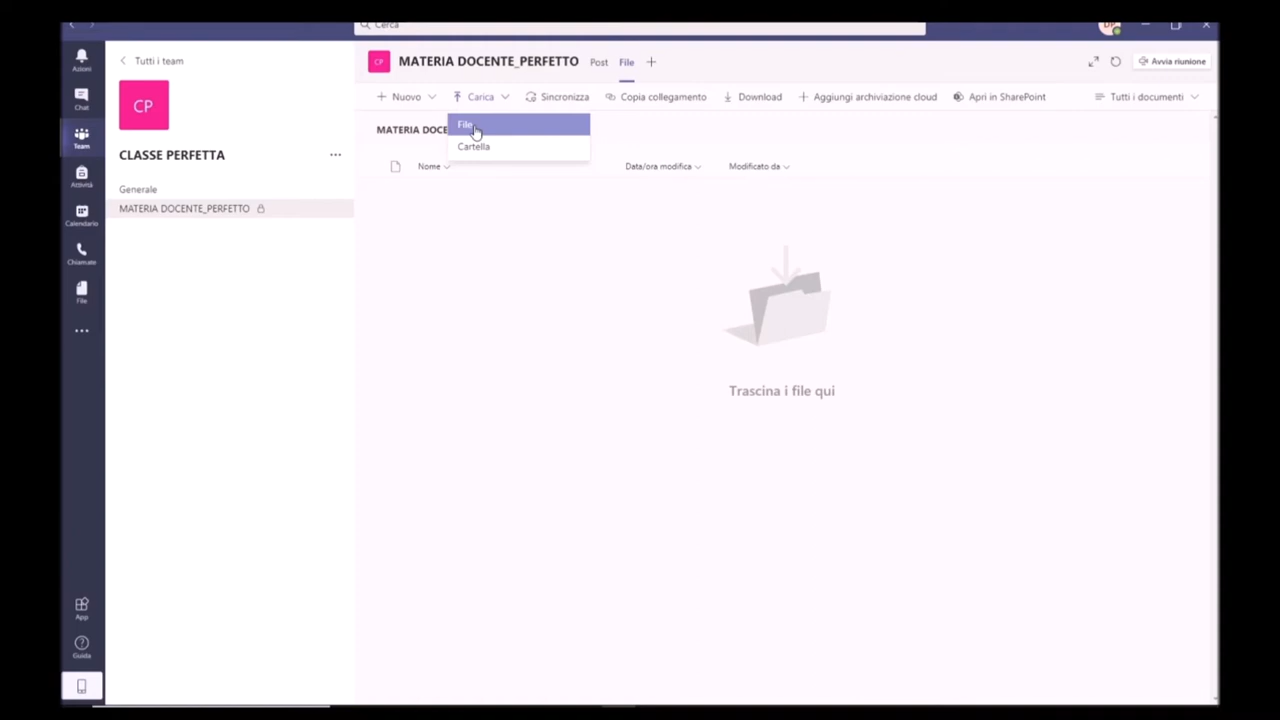 Cerca
DP
Azioni
Chat
Team
Attività
Calendario
Chiamate
File
App
Guida
Tutti i team
CP
CLASSE PERFETTA
Generale
MATERIA DOCENTE_PERFETTO
CP MATERIA DOCENTE_PERFETTO Post File Avvia riunione
Nuovo Carica Sincronizza Copia collegamento Download Aggiungi archiviazione cloud Apri in SharePoint Tutti i documenti
File
MATERIA DOCE
Cartella
Nome Data/ora modifica Modificato da
Trascina i file qui